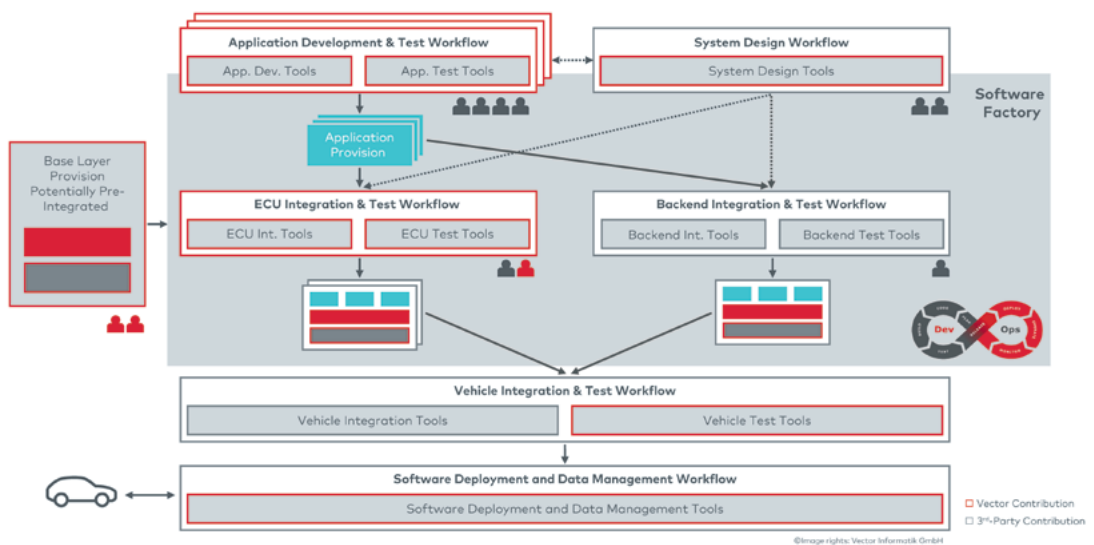 Application Development & Test Workflow
App. Dev. Tools
App. Test Tools
System Design Workflow
System Design Tools
Software
Factory
Application
Provision
Base Layer
Provision
Potentially Pre-
Integrated
ECU Integration & Test Workflow
ECU Int. Tools
ECU Test Tools
Backend Integration & Test Workflow
Backend Int. Tools
Backend Test Tools
Dev
Ops
Vehicle Integration & Test Workflow
Vehicle Integration Tools
Vehicle Test Tools
Software Deployment and Data Management Workflow
Software Deployment and Data Management Tools
Vector Contribution
3rd-Party Contribution
©Image rights: Vector Informatik GmbH